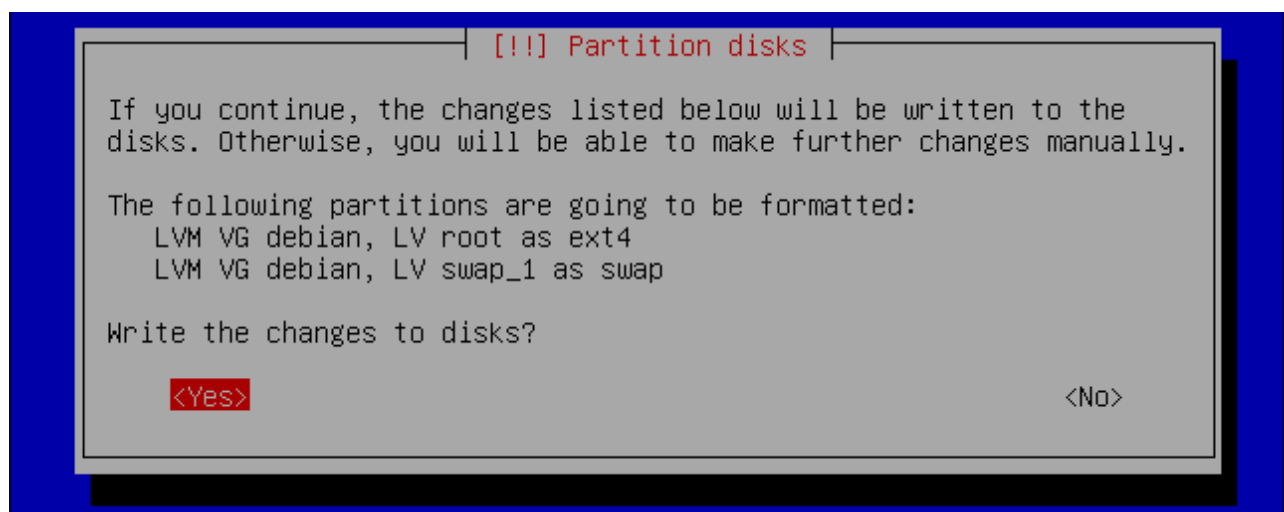 [!!] Partition disks
If you continue, the changes listed below will be written to the
disks. Otherwise, you will be able to make further changes manually.
The following partitions are going to be formatted:
LVM VG debian, LV root as ext4
LVM VG debian, LV swap_1 as swap
Write the changes to disks?
<Yes> <No>